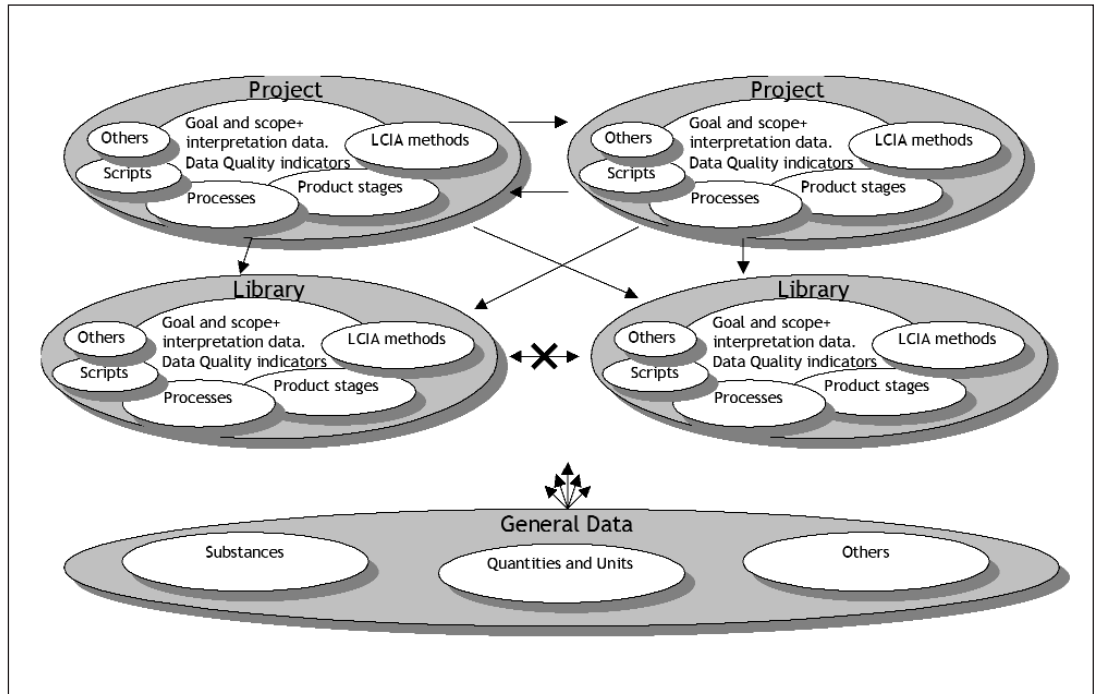 Project
Others
Goal and scope+
interpretation data.
Data Quality indicators
LCIA methods
Scripts
Processes
Product stages
Project
Others
Goal and scope+
interpretation data.
Data Quality indicators
LCIA methods
Scripts
Processes
Product stages
Library
Others
Goal and scope+
interpretation data.
Data Quality indicators
LCIA methods
Scripts
Processes
Product stages
Library
Others
Goal and scope+
interpretation data.
Data Quality indicators
LCIA methods
Scripts
Processes
Product stages
General Data
Substances
Quantities and Units
Others